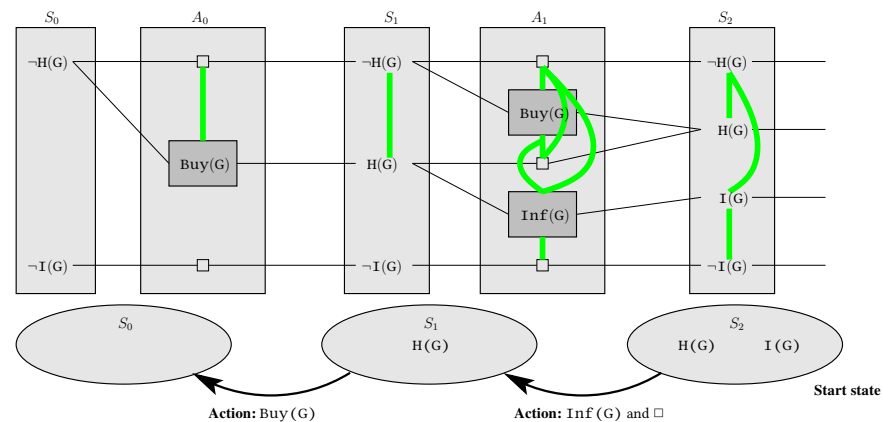 S₀ A₀ S₁ A₁ S₂
¬H(G) ¬H(G) ¬H(G)
Buy(G) H(G)
Buy(G) H(G)
Inf(G) I(G)
¬I(G) ¬I(G) ¬I(G)
S₀ S₁ S₂
H(G) H(G) I(G)
Start state
Action: Buy(G) Action: Inf(G) and □